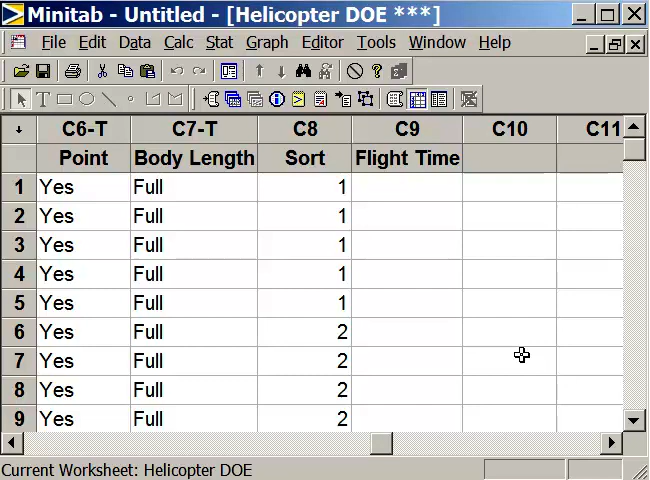 Minitab - Untitled - [Helicopter DOE ***]
File Edit Data Calc Stat Graph Editor Tools Window Help
C6-T C7-T C8 C9 C10 C11
Point Body Length Sort Flight Time
1 Yes Full 1
2 Yes Full 1
3 Yes Full 1
4 Yes Full 1
5 Yes Full 1
6 Yes Full 2
7 Yes Full 2
8 Yes Full 2
9 Yes Full 2
Current Worksheet: Helicopter DOE